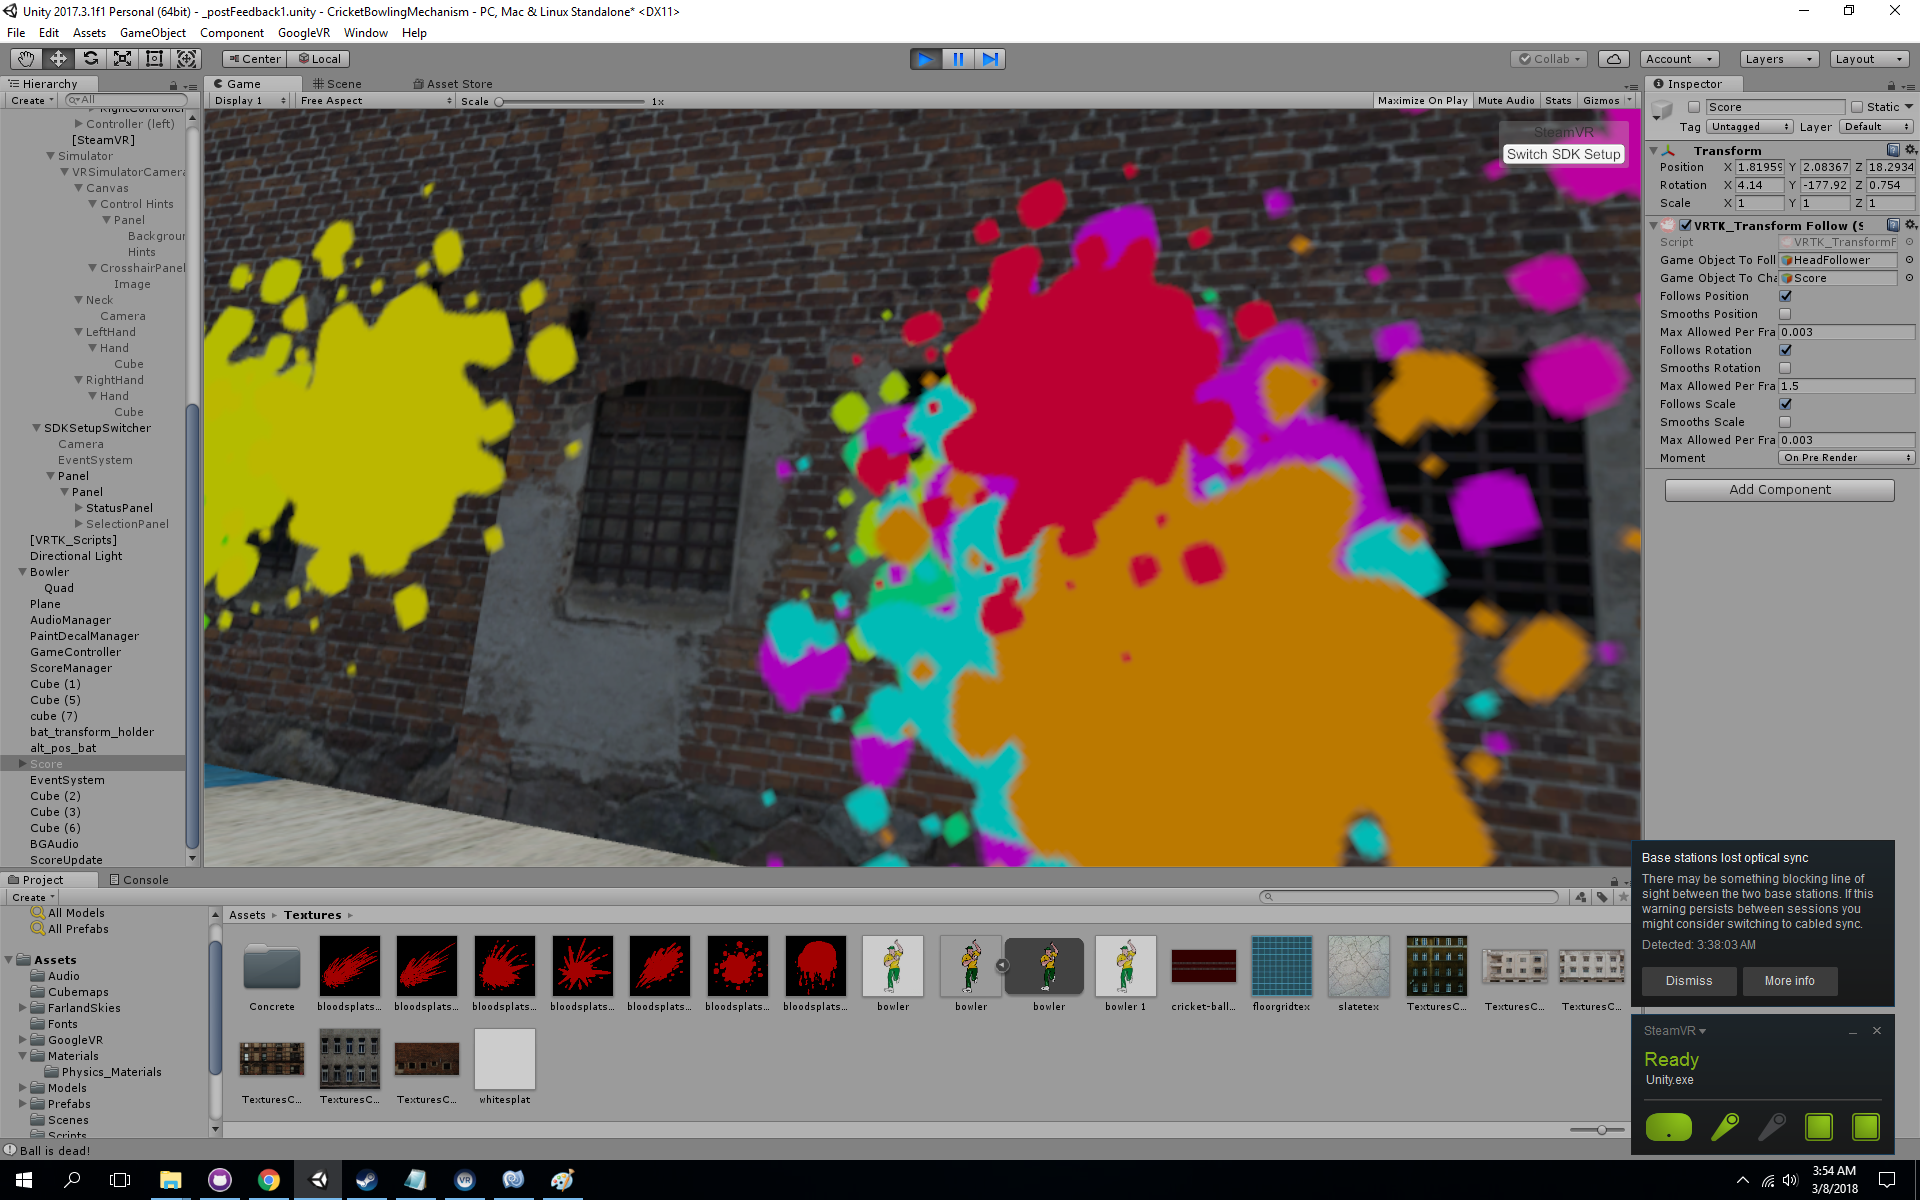 Unity 2017.3.1f1 Personal (64bit) - _postFeedback1.unity - CricketBowlingMechanism - PC, Mac & Linux Standalone* <DX11>
File Edit Assets GameObject Component GoogleVR Window Help
Center Local
Collab Account Layers Layout
Hierarchy
Create All
RightController
Controller (left)
[SteamVR]
Simulator
VRSimulatorCamera
Canvas
Control Hints
Panel
Backgroun
Hints
CrosshairPanel
Image
Neck
Camera
LeftHand
Hand
Cube
RightHand
Hand
Cube
SDKSetupSwitcher
Camera
EventSystem
Panel
Panel
StatusPanel
SelectionPanel
[VRTK_Scripts]
Directional Light
Bowler
Quad
Plane
AudioManager
PaintDecalManager
GameController
ScoreManager
Cube (1)
Cube (5)
cube (7)
bat_transform_holder
alt_pos_bat
Score
EventSystem
Cube (2)
Cube (3)
Cube (6)
BGAudio
ScoreUpdate
Game Scene Asset Store
Display 1 Free Aspect Scale 1x Maximize On Play Mute Audio Stats Gizmos
SteamVR
Switch SDK Setup
Inspector
Score Static
Tag Untagged Layer Default
Transform
Position X 1.81959 Y 2.08367 Z 18.2934
Rotation X 4.14 Y -177.92 Z 0.754
Scale X 1 Y 1 Z 1
VRTK_Transform Follow (S
Script VRTK_TransformF
Game Object To Foll HeadFollower
Game Object To Cha Score
Follows Position
Smooths Position
Max Allowed Per Fra 0.003
Follows Rotation
Smooths Rotation
Max Allowed Per Fra 1.5
Follows Scale
Smooths Scale
Max Allowed Per Fra 0.003
Moment On Pre Render
Add Component
Project Console
Create
All Models
All Prefabs
Assets
Audio
Cubemaps
FarlandSkies
Fonts
GoogleVR
Materials
Physics_Materials
Models
Prefabs
Scenes
Scripts
Assets Textures
Concrete bloodsplats... bloodsplats... bloodsplats... bloodsplats... bloodsplats... bloodsplats... bloodsplats... bowler bowler bowler bowler 1 cricket-ball... floorgridtex slatetex TexturesC... TexturesC... TexturesC...
TexturesC... TexturesC... TexturesC... whitesplat
Base stations lost optical sync
There may be something blocking line of
sight between the two base stations. If this
warning persists between sessions you
might consider switching to cabled sync.
Detected: 3:38:03 AM
Dismiss More info
SteamVR
Ready
Unity.exe
Ball is dead!
VR
3:54 AM
3/8/2018